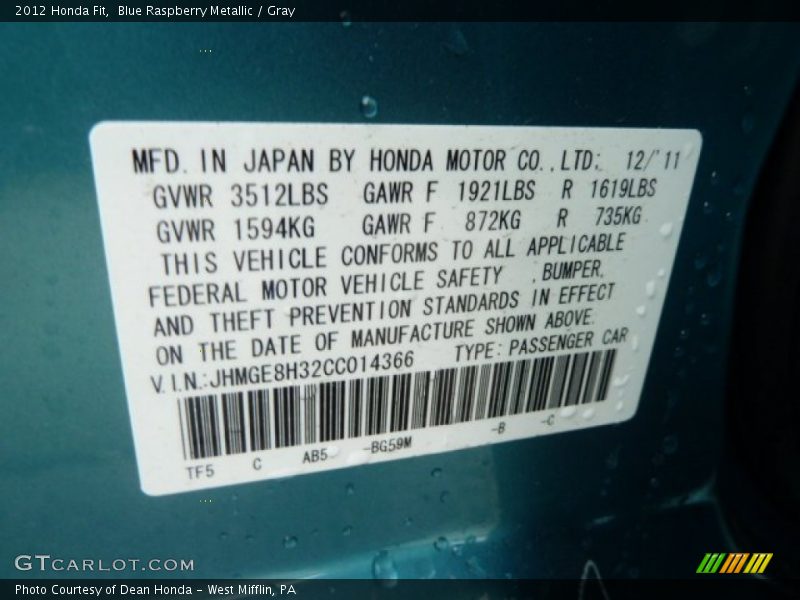 2012 Honda Fit,  Blue Raspberry Metallic / Gray
MFD. IN JAPAN BY HONDA MOTOR CO.,LTD: 12/'11
GVWR 3512LBS GAWR F 1921LBS R 1619LBS
GVWR 1594KG GAWR F 872KG R 735KG
THIS VEHICLE CONFORMS TO ALL APPLICABLE
FEDERAL MOTOR VEHICLE SAFETY ,BUMPER,
AND THEFT PREVENTION STANDARDS IN EFFECT
ON THE DATE OF MANUFACTURE SHOWN ABOVE.
V.I.N.:JHMGE8H32CC014366 TYPE: PASSENGER CAR
TF5 C AB5 -BG59M -B -C
GTCARLOT.COM
Photo Courtesy of Dean Honda - West Mifflin, PA